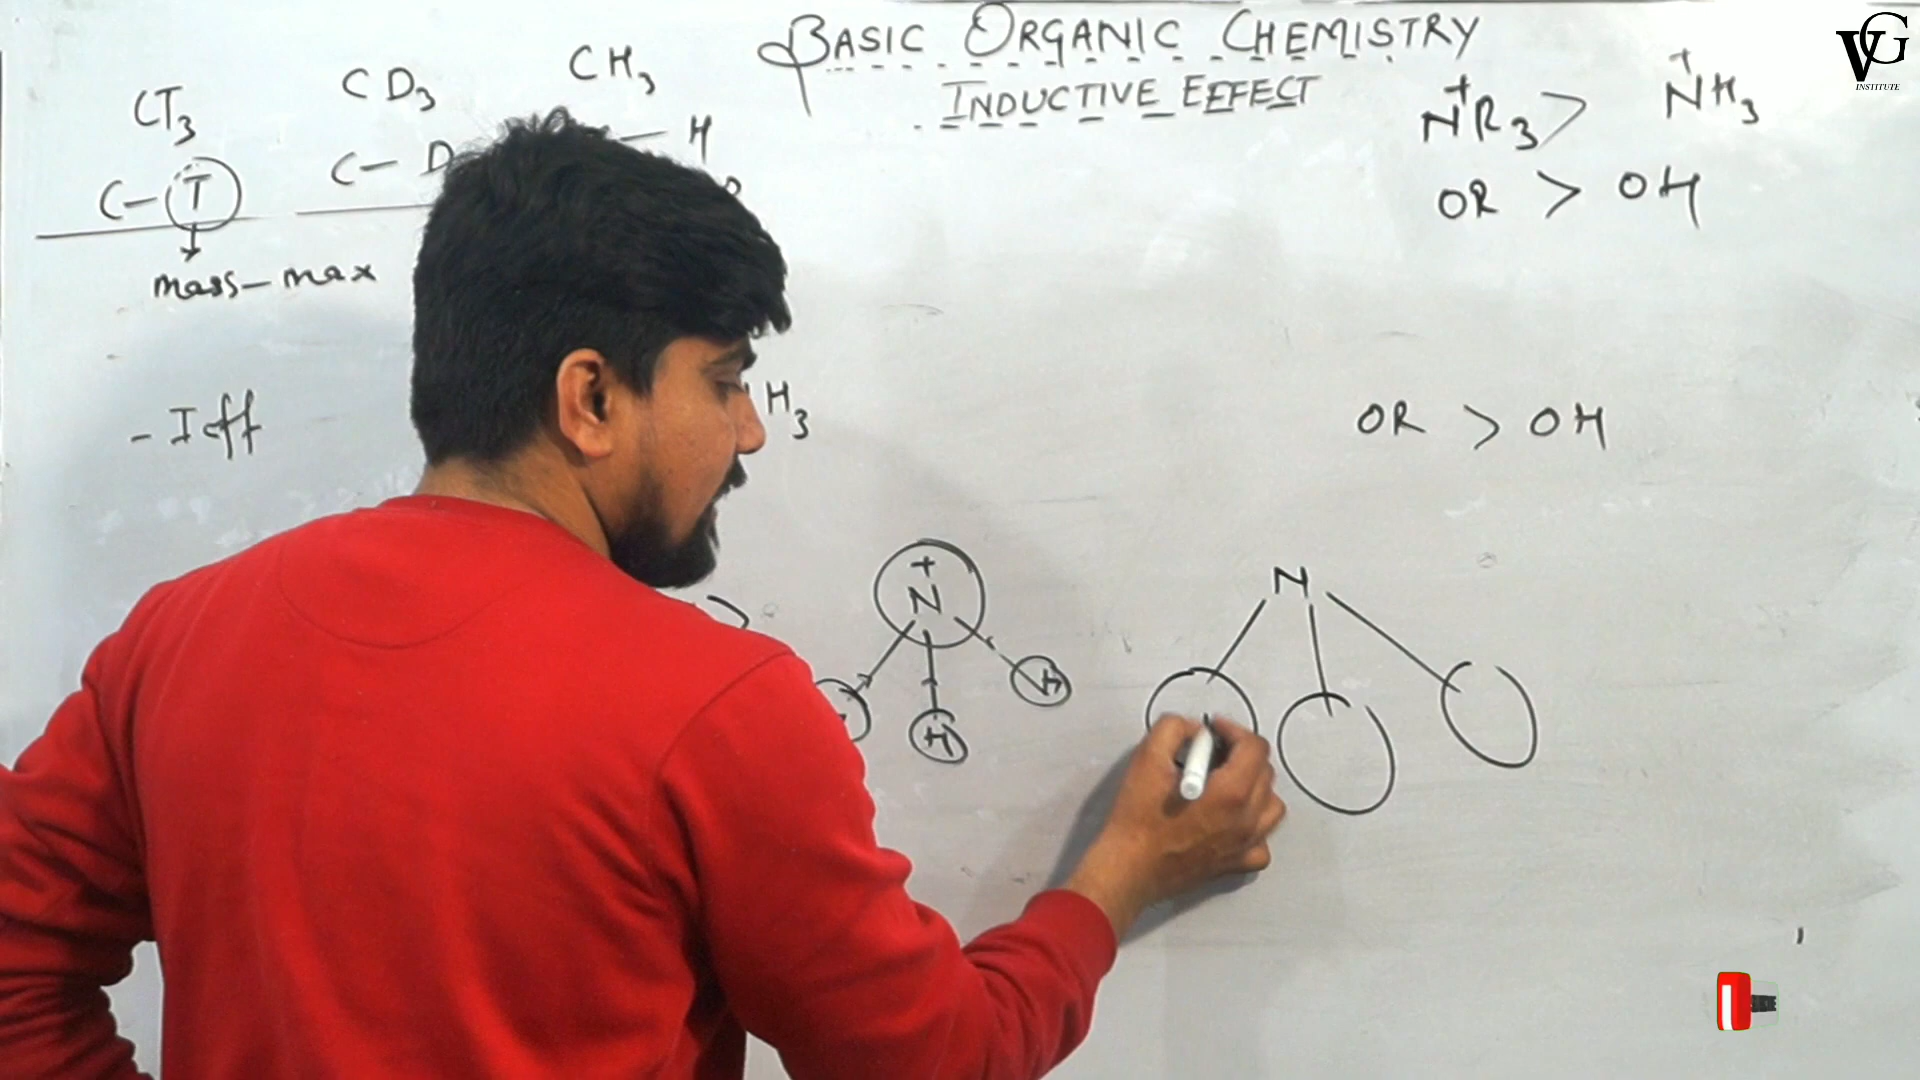 BASIC ORGANIC CHEMISTRY
INDUCTIVE EFFECT
VG
INSTITUTE
CT3
CD3
CH3
C-T
C-D
- H
mass-max
N+R3 > N+H3
OR > OH
-I eff
H3
OR > OH
+
N
H
H
N